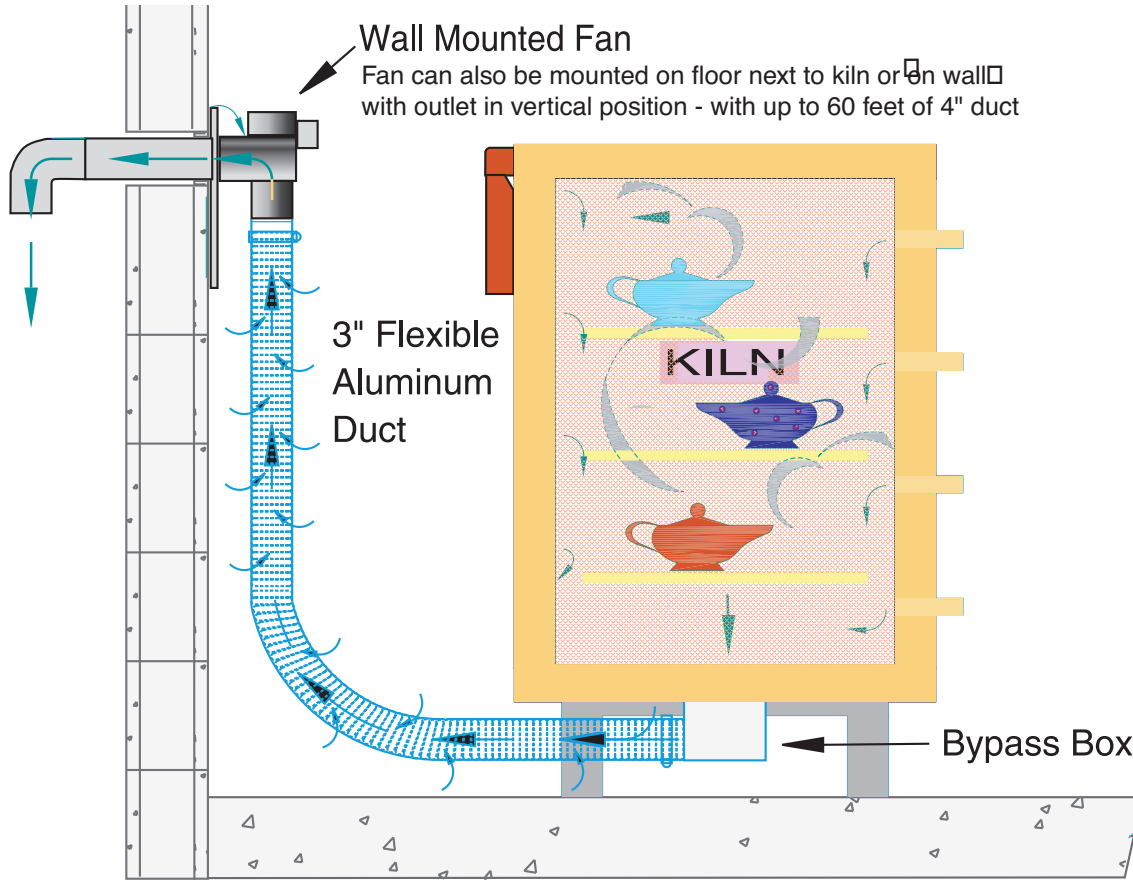 Wall Mounted Fan
Fan can also be mounted on floor next to kiln or on wall
with outlet in vertical position - with up to 60 feet of 4" duct
3" Flexible
Aluminum
Duct
KILN
Bypass Box